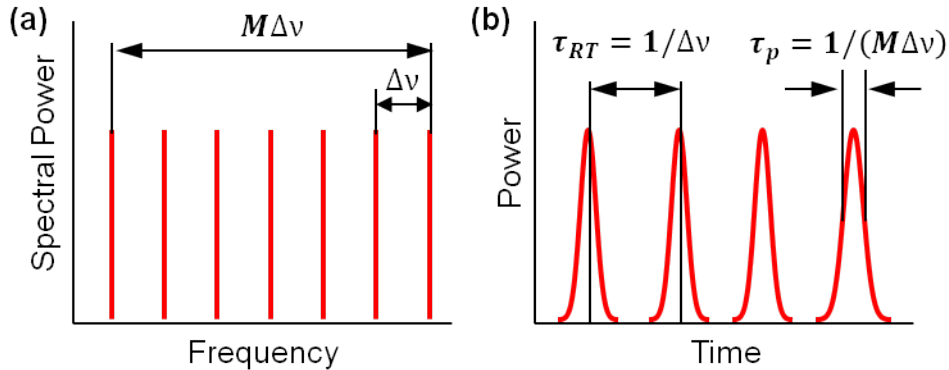 (a)
MΔν
Δν
Spectral Power
Frequency
(b)
τ_RT = 1/Δν
τ_p = 1/(MΔν)
Power
Time